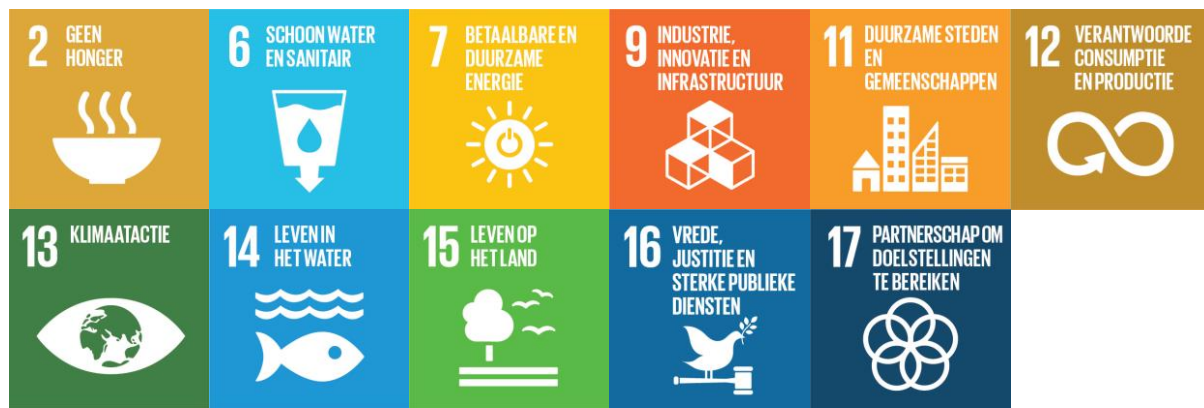 2 GEEN
HONGER
6 SCHOON WATER
EN SANITAIR
7 BETAALBARE EN
DUURZAME
ENERGIE
9 INDUSTRIE,
INNOVATIE EN
INFRASTRUCTUUR
11 DUURZAME STEDEN
EN
GEMEENSCHAPPEN
12 VERANTWOORDE
CONSUMPTIE
EN PRODUCTIE
13 KLIMAATACTIE
14 LEVEN IN
HET WATER
15 LEVEN OP
HET LAND
16 VREDE,
JUSTITIE EN
STERKE PUBLIEKE
DIENSTEN
17 PARTNERSCHAP OM
DOELSTELLINGEN
TE BEREIKEN